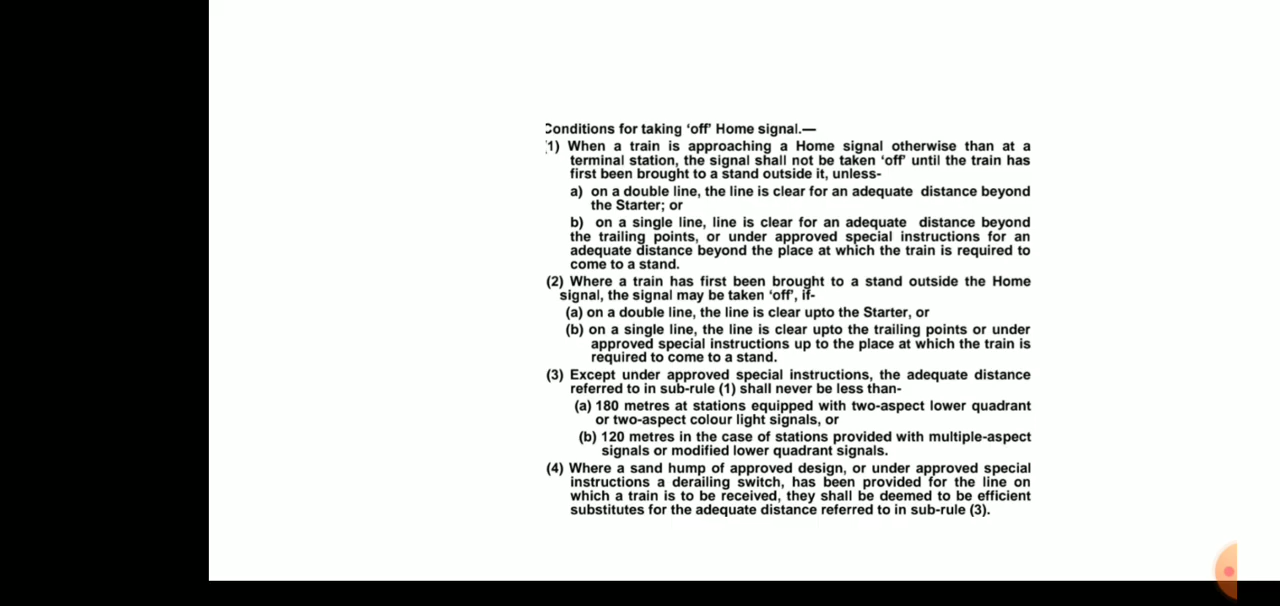 Conditions for taking ‘off’ Home signal.—
1) When a train is approaching a Home signal otherwise than at a
terminal station, the signal shall not be taken ‘off’ until the train has
first been brought to a stand outside it, unless-
a) on a double line, the line is clear for an adequate distance beyond
the Starter; or
b) on a single line, line is clear for an adequate distance beyond
the trailing points, or under approved special instructions for an
adequate distance beyond the place at which the train is required to
come to a stand.
(2) Where a train has first been brought to a stand outside the Home
signal, the signal may be taken ‘off’, if-
(a) on a double line, the line is clear upto the Starter, or
(b) on a single line, the line is clear upto the trailing points or under
approved special instructions up to the place at which the train is
required to come to a stand.
(3) Except under approved special instructions, the adequate distance
referred to in sub-rule (1) shall never be less than-
(a) 180 metres at stations equipped with two-aspect lower quadrant
or two-aspect colour light signals, or
(b) 120 metres in the case of stations provided with multiple-aspect
signals or modified lower quadrant signals.
(4) Where a sand hump of approved design, or under approved special
instructions a derailing switch, has been provided for the line on
which a train is to be received, they shall be deemed to be efficient
substitutes for the adequate distance referred to in sub-rule (3).